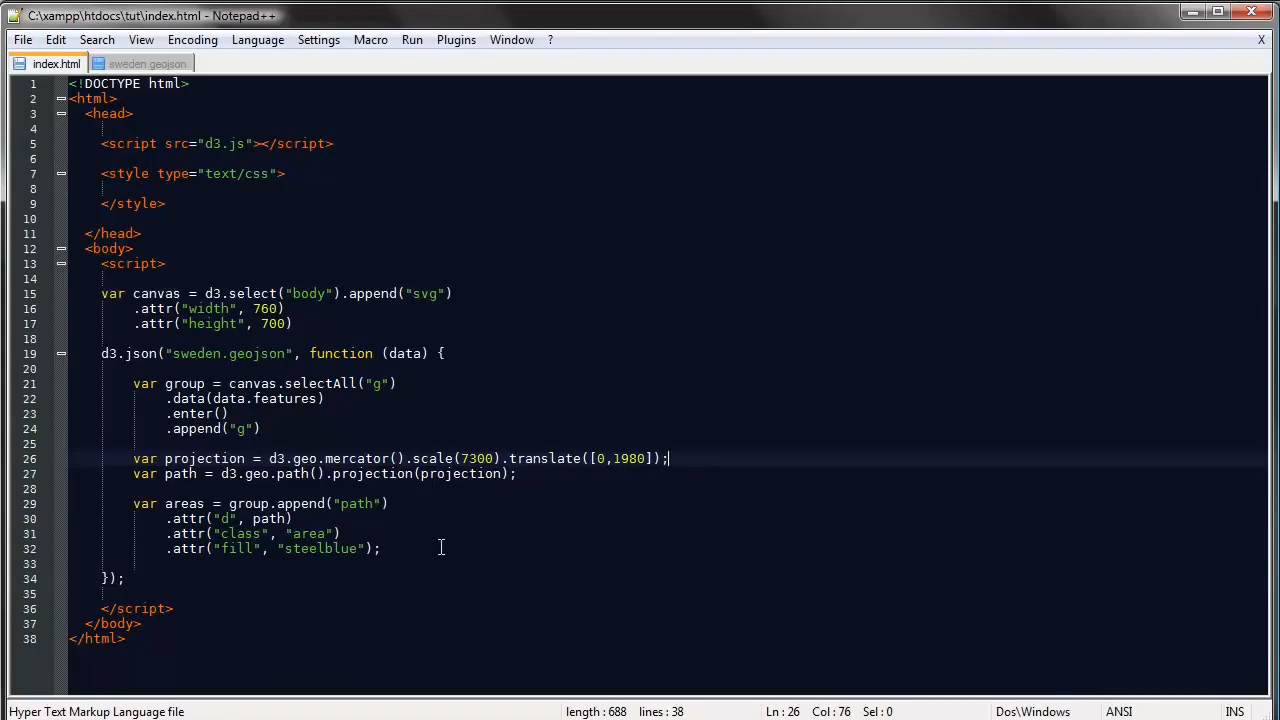 C:\xampp\htdocs\tut\index.html - Notepad++
File Edit Search View Encoding Language Settings Macro Run Plugins Window ? X
index.html sweden.geojson
1 <!DOCTYPE html>
2 <html>
3 <head>
4
5 <script src="d3.js"></script>
6
7 <style type="text/css">
8
9 </style>
10
11 </head>
12 <body>
13 <script>
14
15 var canvas = d3.select("body").append("svg")
16 .attr("width", 760)
17 .attr("height", 700)
18
19 d3.json("sweden.geojson", function (data) {
20
21 var group = canvas.selectAll("g")
22 .data(data.features)
23 .enter()
24 .append("g")
25
26 var projection = d3.geo.mercator().scale(7300).translate([0,1980]);
27 var path = d3.geo.path().projection(projection);
28
29 var areas = group.append("path")
30 .attr("d", path)
31 .attr("class", "area")
32 .attr("fill", "steelblue");
33
34 });
35
36 </script>
37 </body>
38 </html>
Hyper Text Markup Language file length : 688 lines : 38 Ln : 26 Col : 76 Sel : 0 Dos\Windows ANSI INS